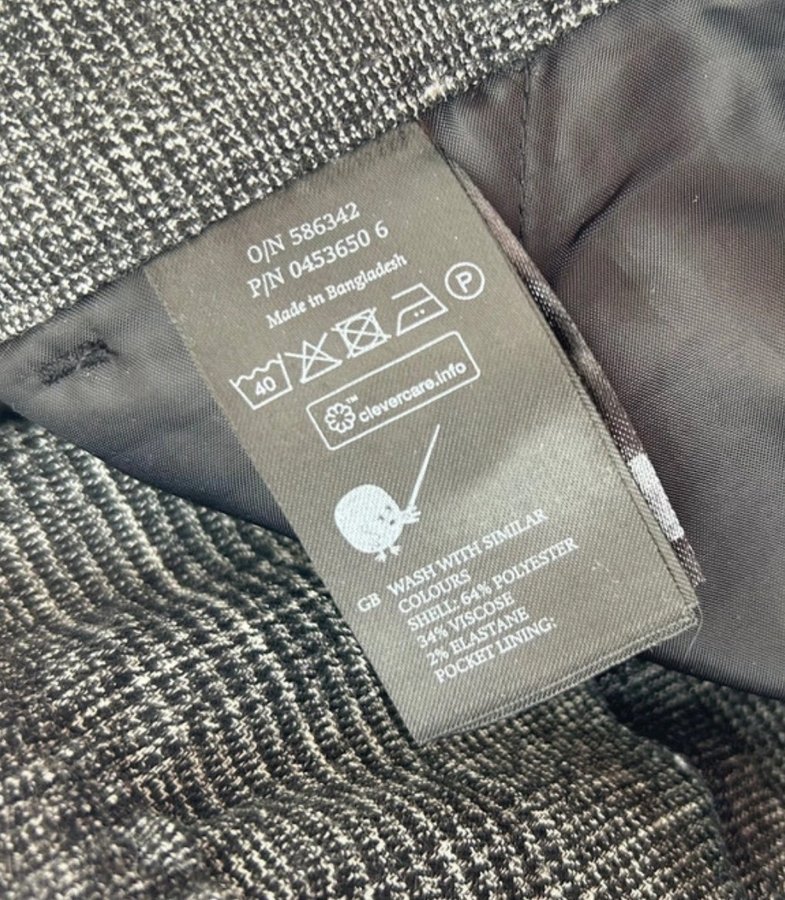 O/N 586342
P/N 0453650 6
Made in Bangladesh
40 P
™ clevercare.info
GB WASH WITH SIMILAR
COLOURS
SHELL: 64% POLYESTER
34% VISCOSE
2% ELASTANE
POCKET LINING: